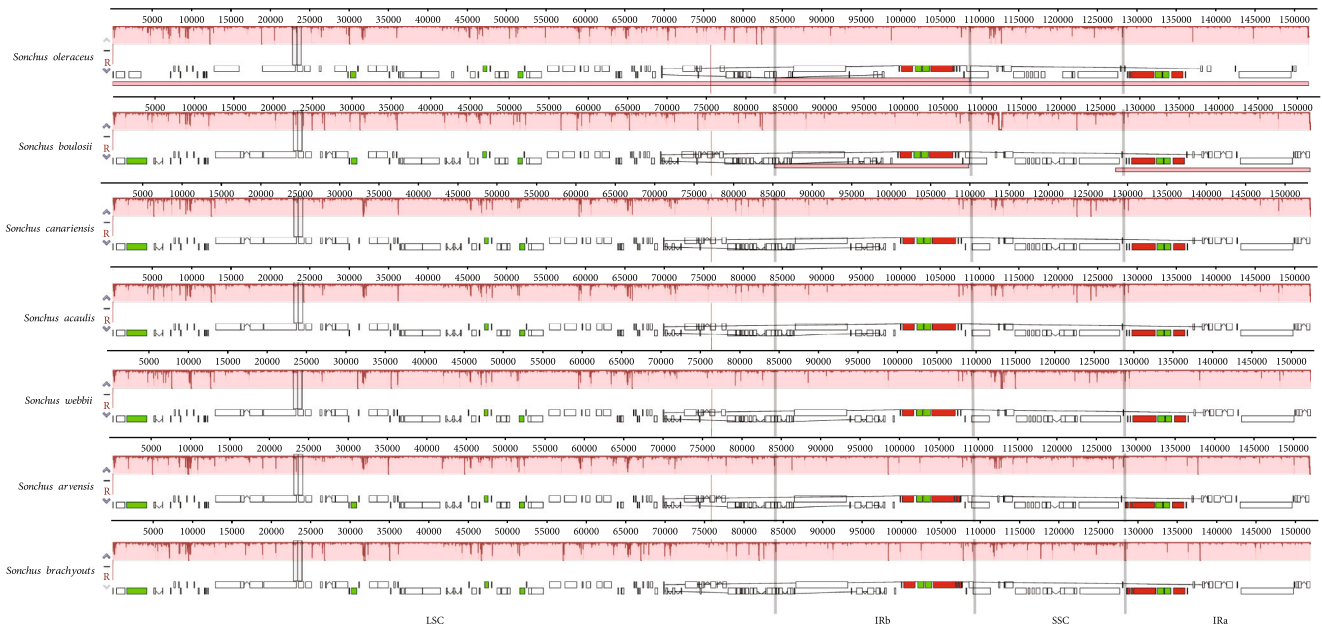 5000 10000 15000 20000 25000 30000 35000 40000 45000 50000 55000 60000 65000 70000 75000 80000 85000 90000 95000 100000 105000 110000 115000 120000 125000 130000 135000 140000 145000 150000
Sonchus oleraceus
R
5000 10000 15000 20000 25000 30000 35000 40000 45000 50000 55000 60000 65000 70000 75000 80000 85000 90000 95000 100000 105000 110000 115000 120000 125000 130000 135000 140000 145000 150000
Sonchus boulosii
R
5000 10000 15000 20000 25000 30000 35000 40000 45000 50000 55000 60000 65000 70000 75000 80000 85000 90000 95000 100000 105000 110000 115000 120000 125000 130000 135000 140000 145000 150000
Sonchus canariensis
R
5000 10000 15000 20000 25000 30000 35000 40000 45000 50000 55000 60000 65000 70000 75000 80000 85000 90000 95000 100000 105000 110000 115000 120000 125000 130000 135000 140000 145000 150000
Sonchus acaulis
R
5000 10000 15000 20000 25000 30000 35000 40000 45000 50000 55000 60000 65000 70000 75000 80000 85000 90000 95000 100000 105000 110000 115000 120000 125000 130000 135000 140000 145000 150000
Sonchus webbii
R
5000 10000 15000 20000 25000 30000 35000 40000 45000 50000 55000 60000 65000 70000 75000 80000 85000 90000 95000 100000 105000 110000 115000 120000 125000 130000 135000 140000 145000 150000
Sonchus arvensis
R
5000 10000 15000 20000 25000 30000 35000 40000 45000 50000 55000 60000 65000 70000 75000 80000 85000 90000 95000 100000 105000 110000 115000 120000 125000 130000 135000 140000 145000 150000
Sonchus brachyouts
R
LSC IRb SSC IRa